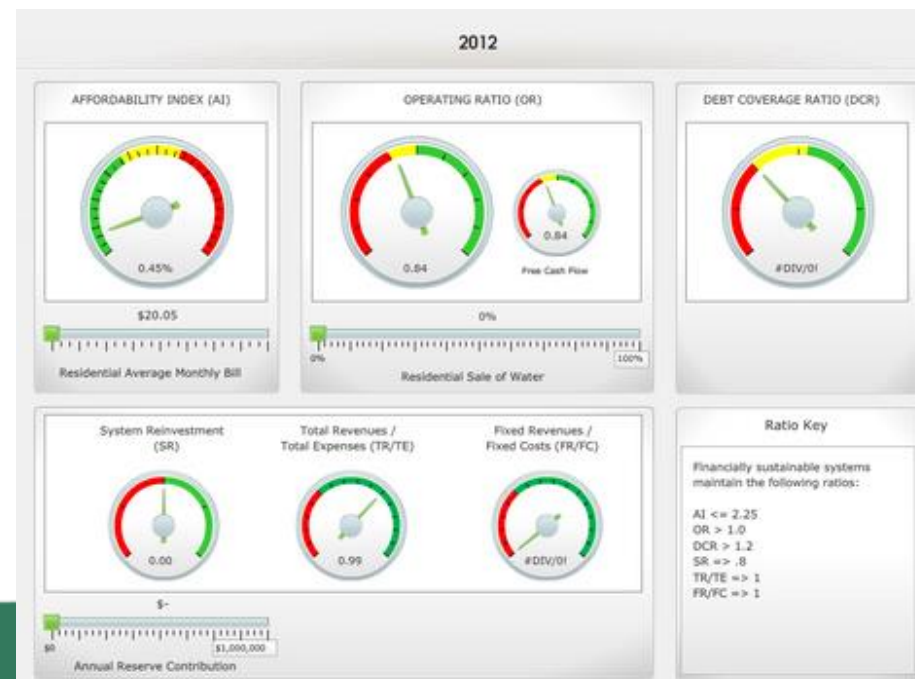 2012
AFFORDABILITY INDEX (AI)
0.45%
$20.05
Residential Average Monthly Bill
OPERATING RATIO (OR)
0.84
0.84
Free Cash Flow
0%
0%
100%
Residential Sale of Water
DEBT COVERAGE RATIO (DCR)
#DIV/0!
System Reinvestment
(SR)
0.00
Total Revenues /
Total Expenses (TR/TE)
0.99
Fixed Revenues /
Fixed Costs (FR/FC)
#DIV/0!
$-
$0
$1,000,000
Annual Reserve Contribution
Ratio Key
Financially sustainable systems
maintain the following ratios:
AI <= 2.25
OR > 1.0
DCR > 1.2
SR => .8
TR/TE => 1
FR/FC => 1